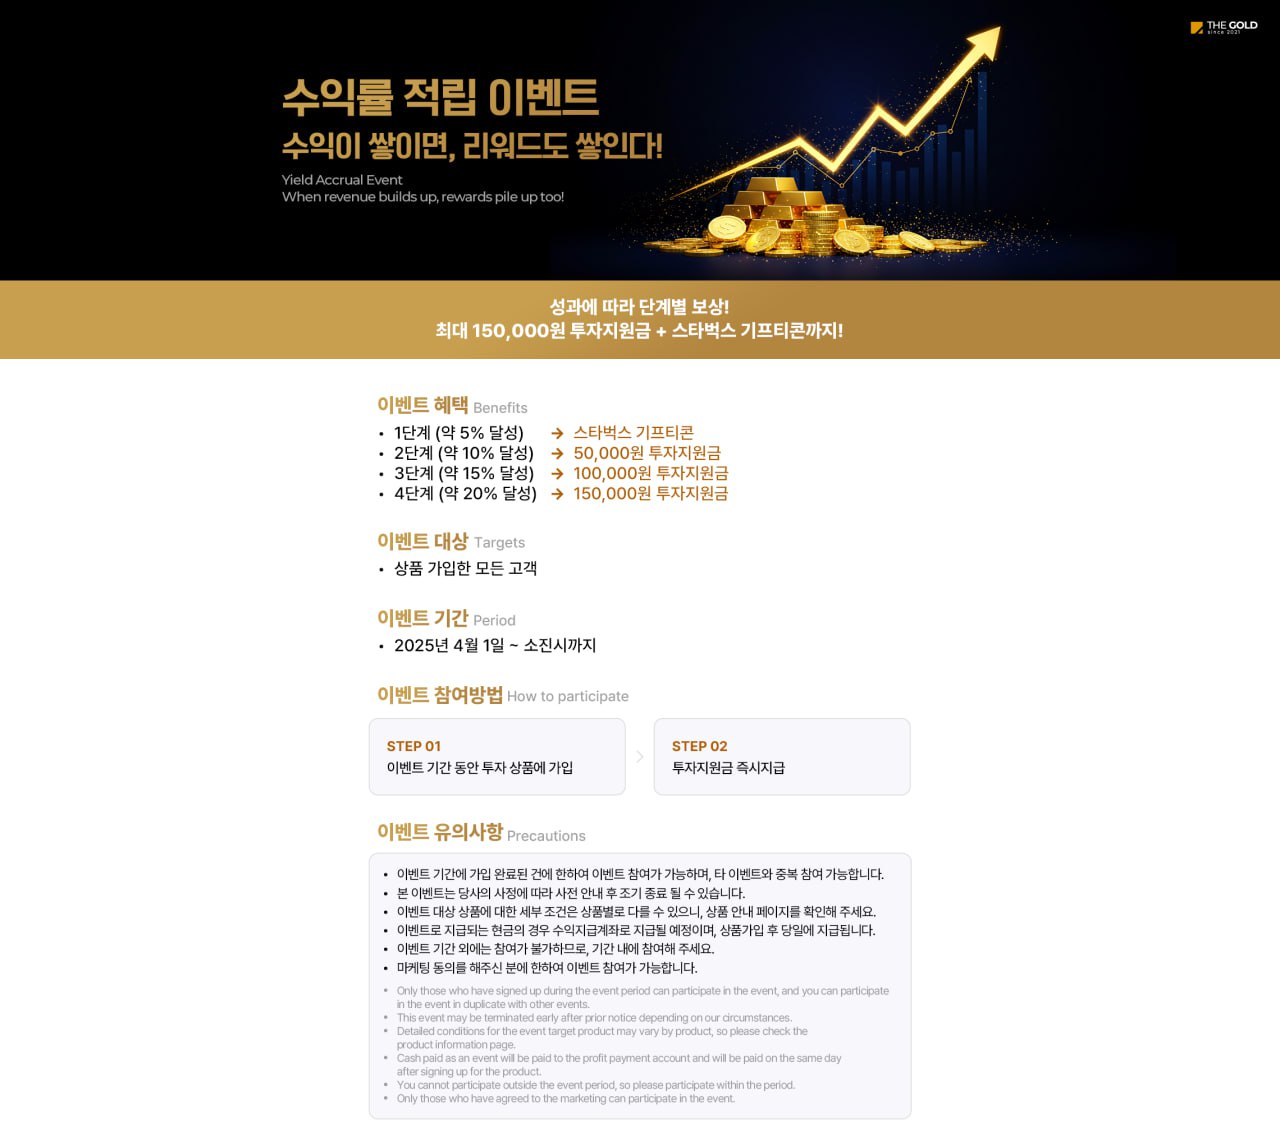 THE GOLD
since 2021
수익률 적립 이벤트
수익이 쌓이면, 리워드도 쌓인다!
Yield Accrual Event
When revenue builds up, rewards pile up too!
성과에 따라 단계별 보상!
최대 150,000원 투자지원금 + 스타벅스 기프티콘까지!
이벤트 혜택 Benefits
• 1단계 (약 5% 달성) → 스타벅스 기프티콘
• 2단계 (약 10% 달성) → 50,000원 투자지원금
• 3단계 (약 15% 달성) → 100,000원 투자지원금
• 4단계 (약 20% 달성) → 150,000원 투자지원금
이벤트 대상 Targets
• 상품 가입한 모든 고객
이벤트 기간 Period
• 2025년 4월 1일 ~ 소진시까지
이벤트 참여방법 How to participate
STEP 01
이벤트 기간 동안 투자 상품에 가입
STEP 02
투자지원금 즉시지급
이벤트 유의사항 Precautions
• 이벤트 기간에 가입 완료된 건에 한하여 이벤트 참여가 가능하며, 타 이벤트와 중복 참여 가능합니다.
• 본 이벤트는 당사의 사정에 따라 사전 안내 후 조기 종료 될 수 있습니다.
• 이벤트 대상 상품에 대한 세부 조건은 상품별로 다를 수 있으니, 상품 안내 페이지를 확인해 주세요.
• 이벤트로 지급되는 현금의 경우 수익지급계좌로 지급될 예정이며, 상품가입 후 당일에 지급됩니다.
• 이벤트 기간 외에는 참여가 불가하므로, 기간 내에 참여해 주세요.
• 마케팅 동의를 해주신 분에 한하여 이벤트 참여가 가능합니다.
• Only those who have signed up during the event period can participate in the event, and you can participate
in the event in duplicate with other events.
• This event may be terminated early after prior notice depending on our circumstances.
• Detailed conditions for the event target product may vary by product, so please check the
product information page.
• Cash paid as an event will be paid to the profit payment account and will be paid on the same day
after signing up for the product.
• You cannot participate outside the event period, so please participate within the period.
• Only those who have agreed to the marketing can participate in the event.